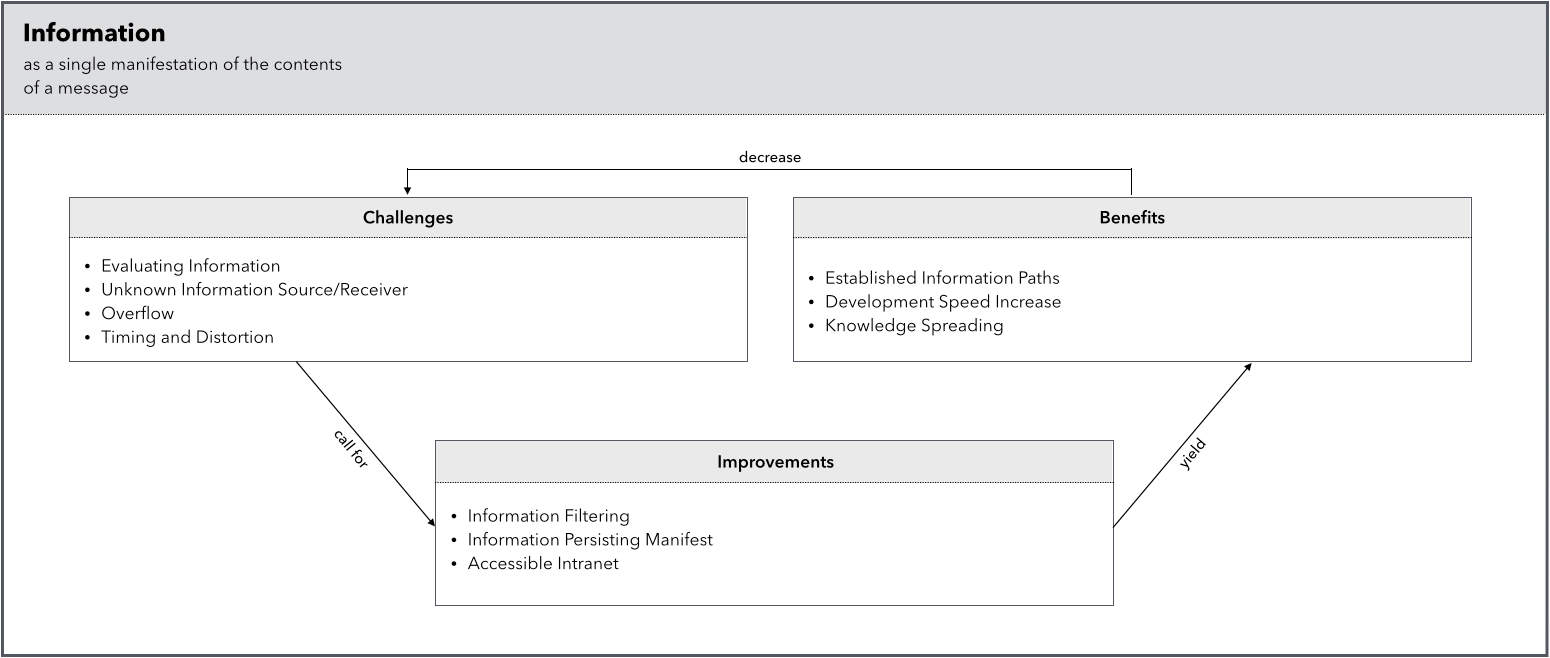 Information
as a single manifestation of the contents
of a message
decrease
Challenges
• Evaluating Information
• Unknown Information Source/Receiver
• Overflow
• Timing and Distortion
Benefits
• Established Information Paths
• Development Speed Increase
• Knowledge Spreading
call for
yield
Improvements
• Information Filtering
• Information Persisting Manifest
• Accessible Intranet